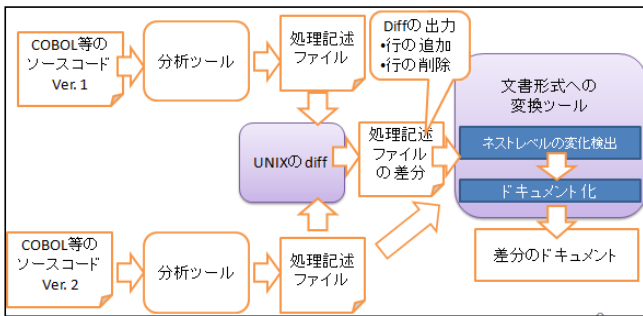 COBOL等の
ソースコード
Ver. 1
分析ツール
処理記述
ファイル
Diffの出力
•行の追加
•行の削除
文書形式への
変換ツール
ネストレベルの変化検出
ドキュメント化
UNIXのdiff
処理記述
ファイル
の差分
COBOL等の
ソースコード
Ver. 2
分析ツール
処理記述
ファイル
差分のドキュメント